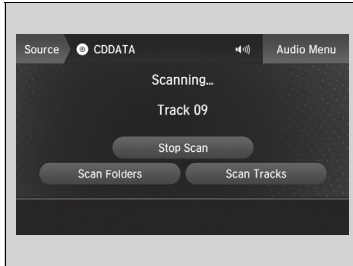 Source CDDATA Audio Menu
Scanning...
Track 09
Stop Scan
Scan Folders Scan Tracks